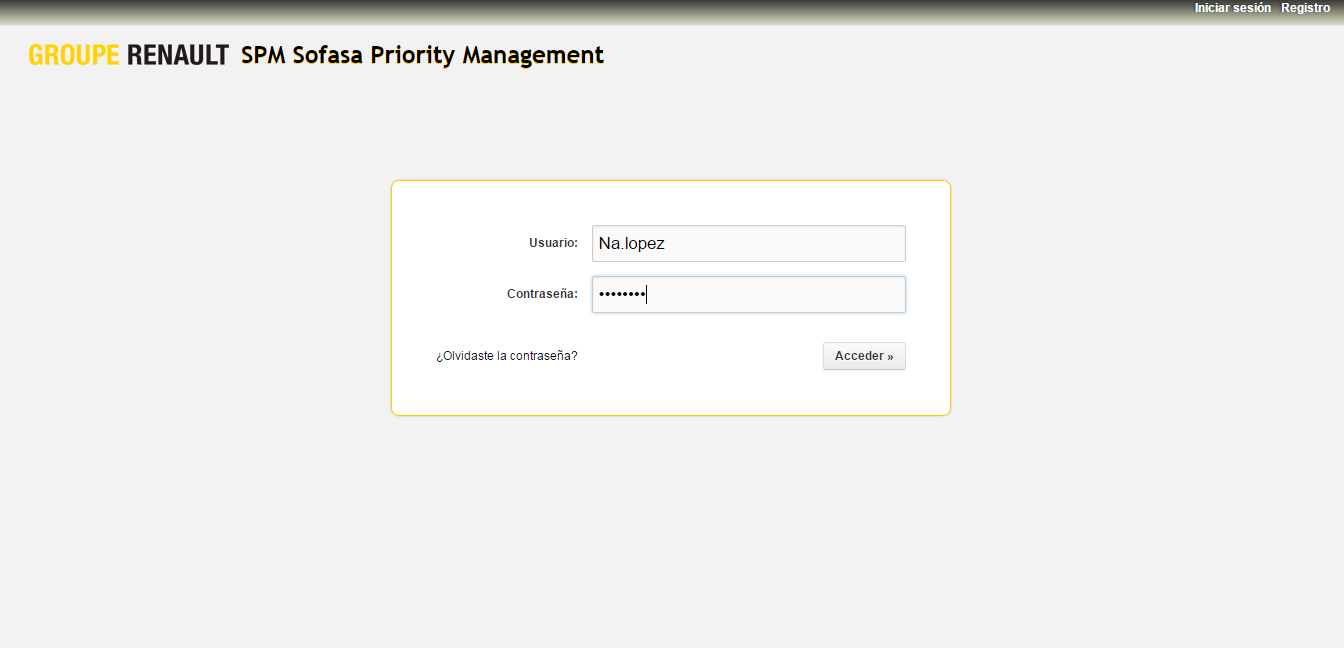 Iniciar sesión Registro
GROUPE RENAULT SPM Sofasa Priority Management
Usuario: Na.lopez
Contraseña: ••••••••
¿Olvidaste la contraseña? Acceder »